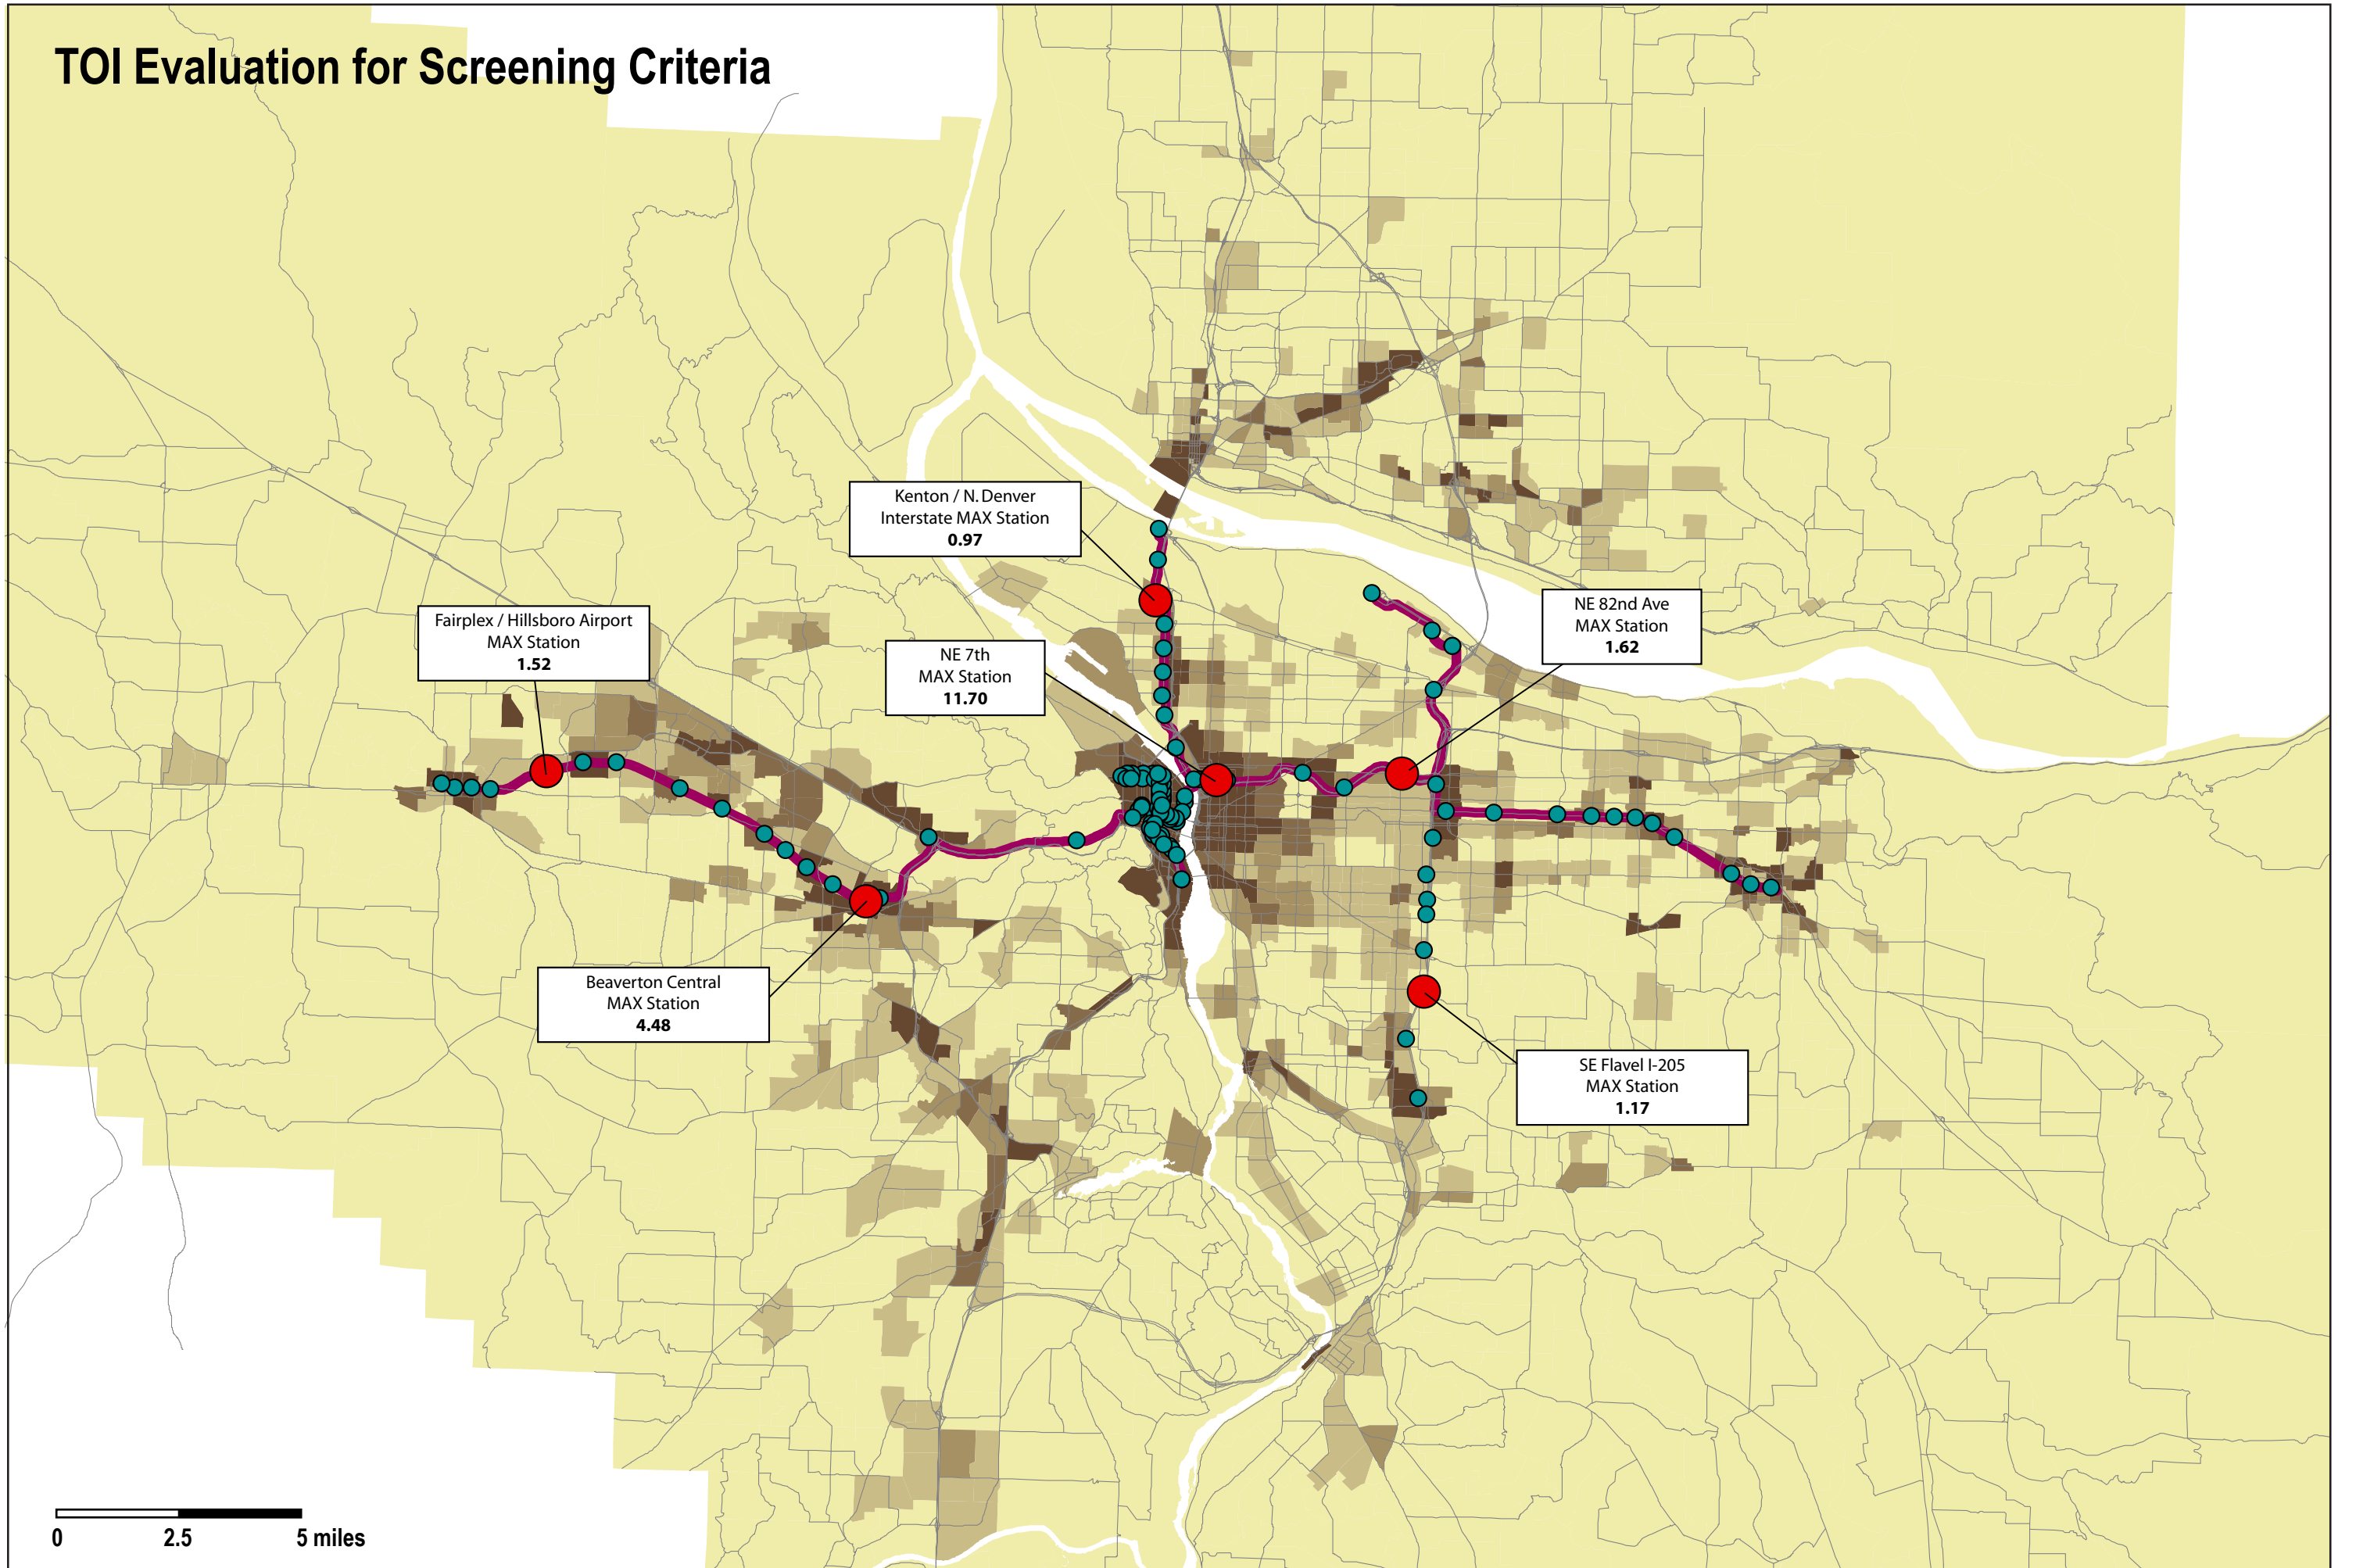 TOI Evaluation for Screening Criteria
Kenton / N. Denver
Interstate MAX Station
0.97
NE 82nd Ave
MAX Station
1.62
Fairplex / Hillsboro Airport
MAX Station
1.52
NE 7th
MAX Station
11.70
Beaverton Central
MAX Station
4.48
SE Flavel I-205
MAX Station
1.17
0 2.5 5 miles